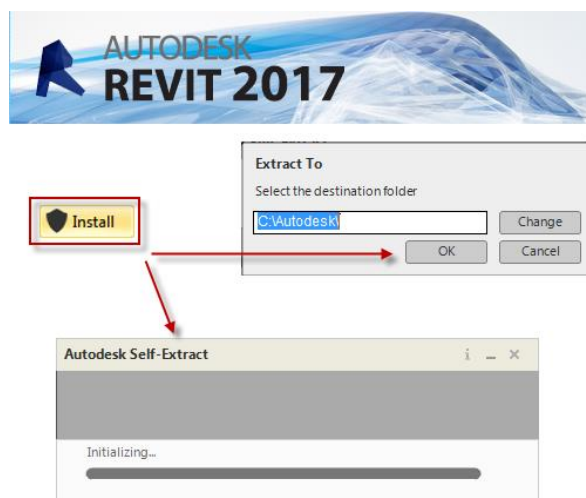 AUTODESK
REVIT 2017
Extract To
Select the destination folder
Install
C:\Autodesk\
Change
OK
Cancel
Autodesk Self-Extract
Initializing...